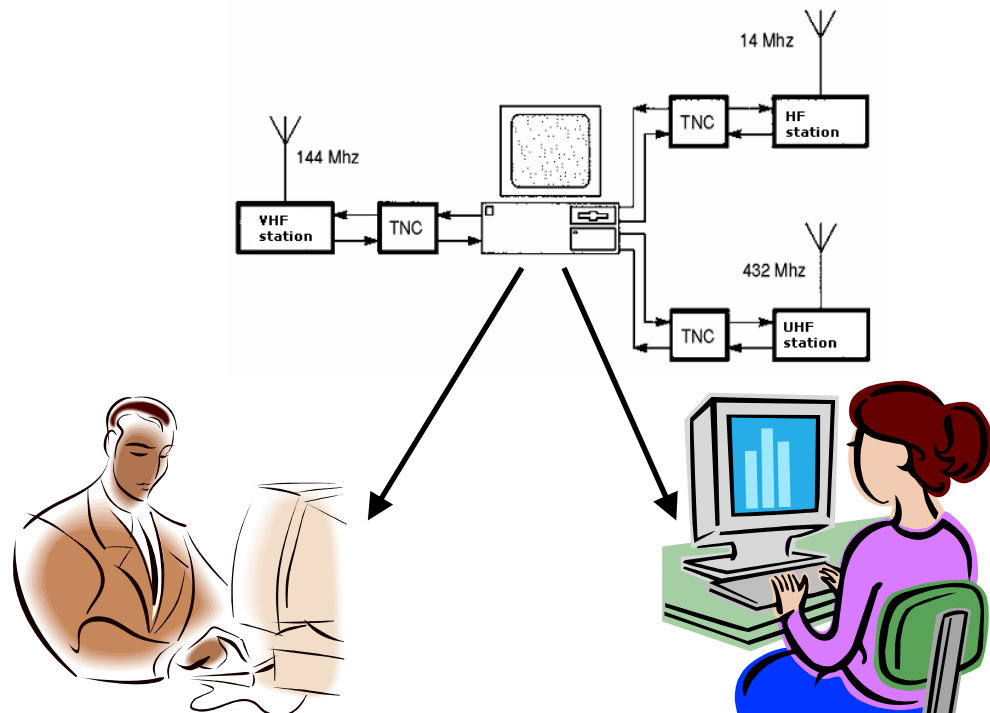 14 Mhz
TNC
HF
station
144 Mhz
VHF
station
TNC
432 Mhz
TNC
UHF
station